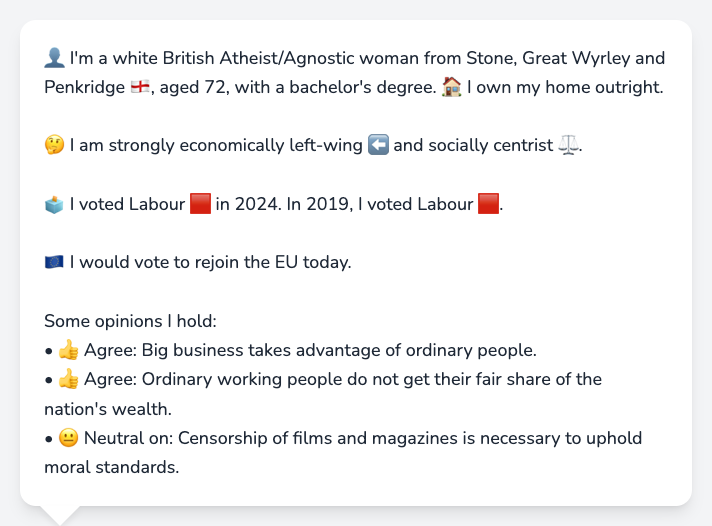 👤 I'm a white British Atheist/Agnostic woman from Stone, Great Wyrley and
Penkridge 🏴󠁧󠁢󠁥󠁮󠁧󠁿, aged 72, with a bachelor's degree. 🏠 I own my home outright.
🤔 I am strongly economically left-wing ⬅️ and socially centrist ⚖️.
🗳️ I voted Labour 🟥 in 2024. In 2019, I voted Labour 🟥.
🇪🇺 I would vote to rejoin the EU today.
Some opinions I hold:
• 👍 Agree: Big business takes advantage of ordinary people.
• 👍 Agree: Ordinary working people do not get their fair share of the
nation's wealth.
• 😐 Neutral on: Censorship of films and magazines is necessary to uphold
moral standards.